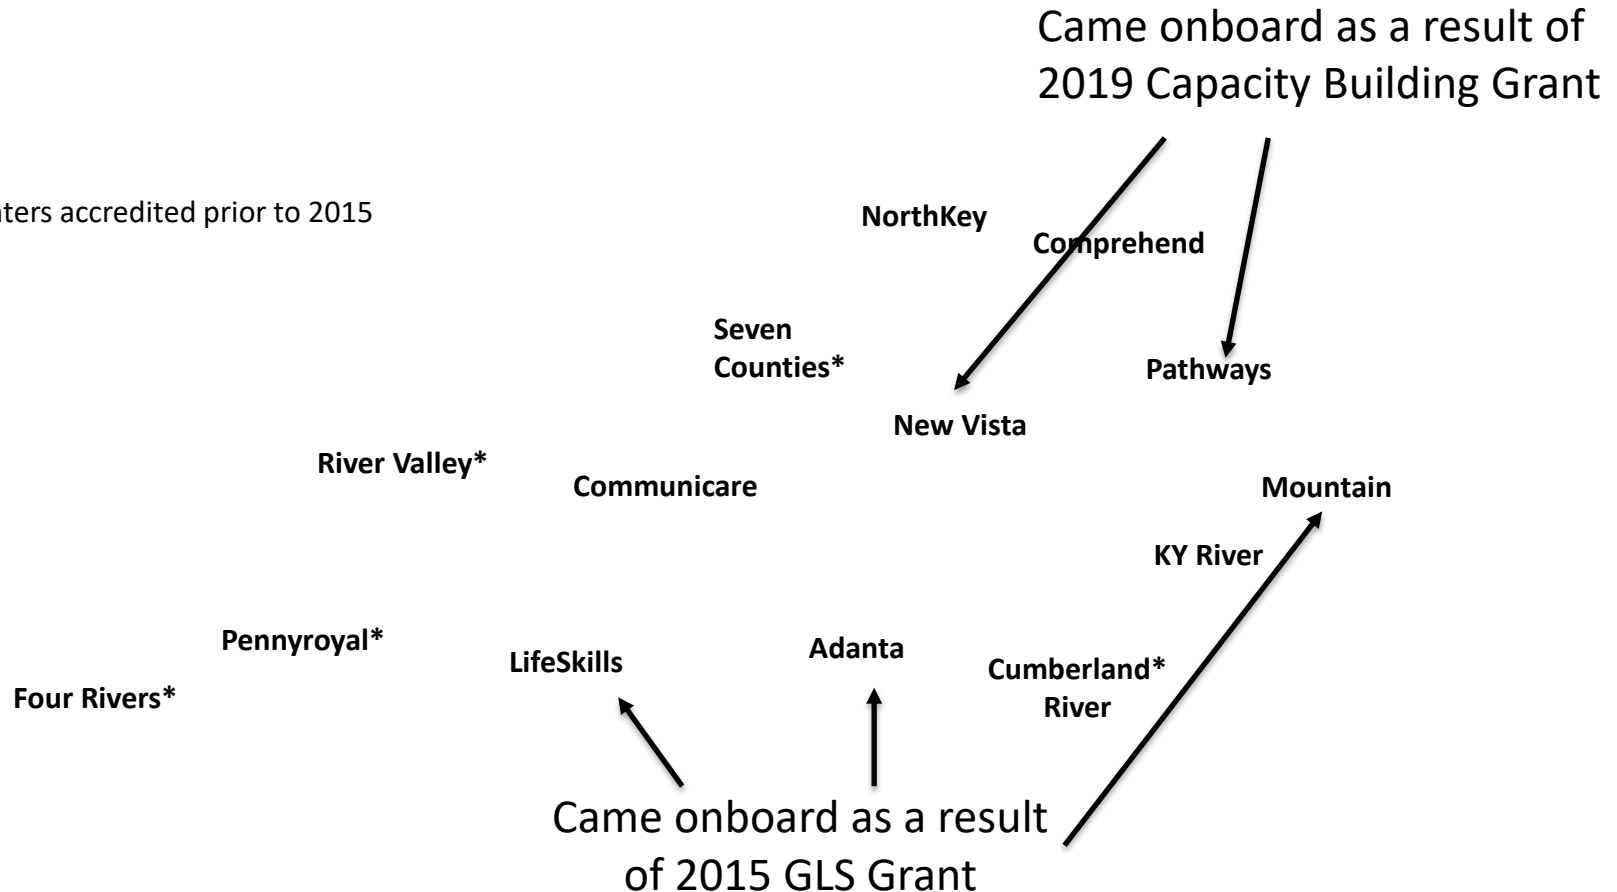 Came onboard as a result of
2019 Capacity Building Grant
accredited prior to 2015
NorthKey
Comprehend
Seven
Counties*
Pathways
New Vista
River Valley*
Communicare
Mountain
KY River
Pennyroyal*
Adanta
LifeSkills
Cumberland*
River
Four Rivers*
Came onboard as a result
of 2015 GLS Grant